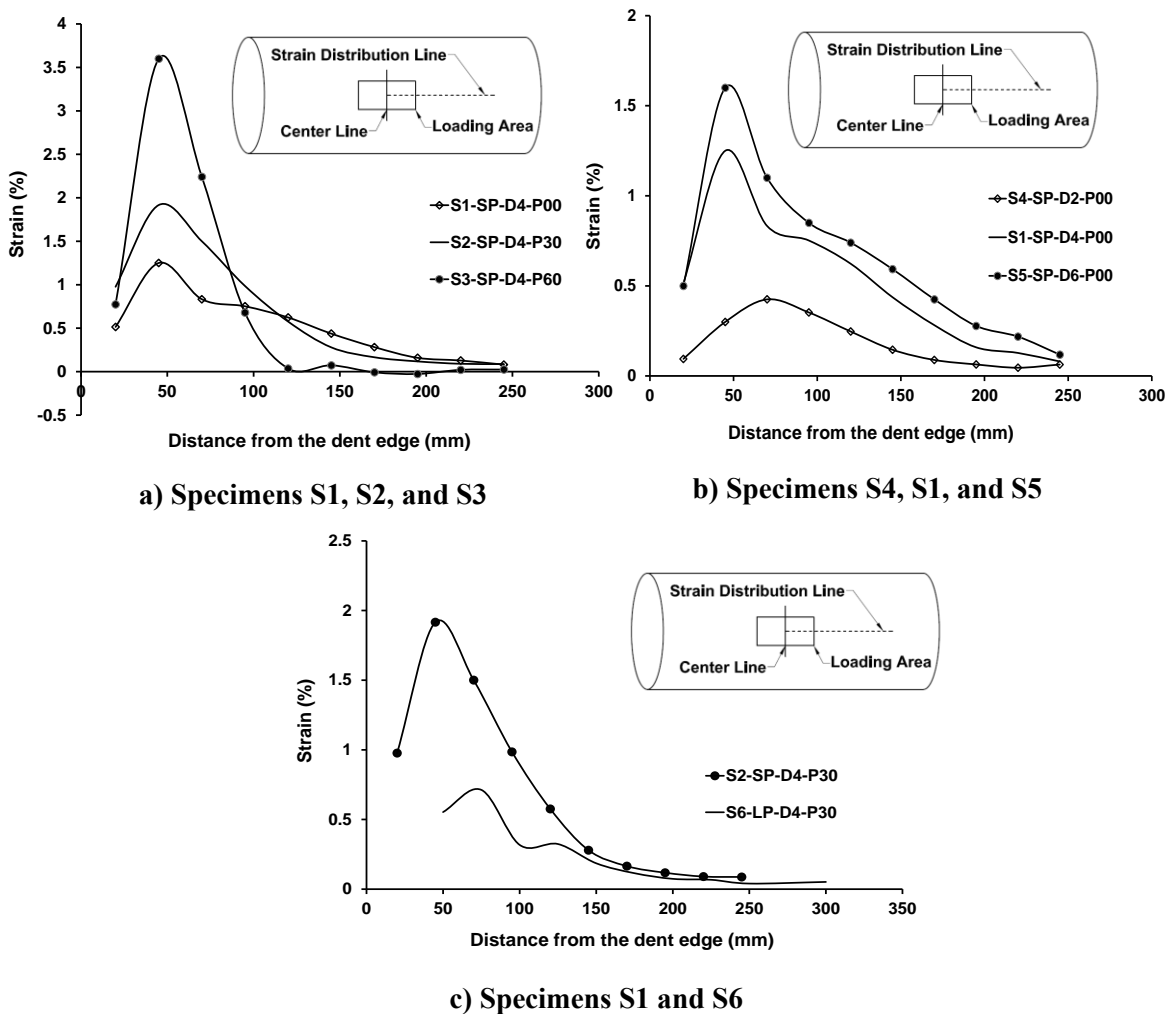 4
3.5
3
2.5
2
1.5
1
0.5
0
-0.5
0
50
100
150
200
250
300
Strain (%)
Distance from the dent edge (mm)
Strain Distribution Line
Center Line
Loading Area
S1-SP-D4-P00
S2-SP-D4-P30
S3-SP-D4-P60
a) Specimens S1, S2, and S3
2
1.5
1
0.5
0
0
50
100
150
200
250
300
Strain (%)
Distance from the dent edge (mm)
Strain Distribution Line
Center Line
Loading Area
S4-SP-D2-P00
S1-SP-D4-P00
S5-SP-D6-P00
b) Specimens S4, S1, and S5
2.5
2
1.5
1
0.5
0
0
50
100
150
200
250
300
350
Strain (%)
Distance from the dent edge (mm)
Strain Distribution Line
Center Line
Loading Area
S2-SP-D4-P30
S6-LP-D4-P30
c) Specimens S1 and S6